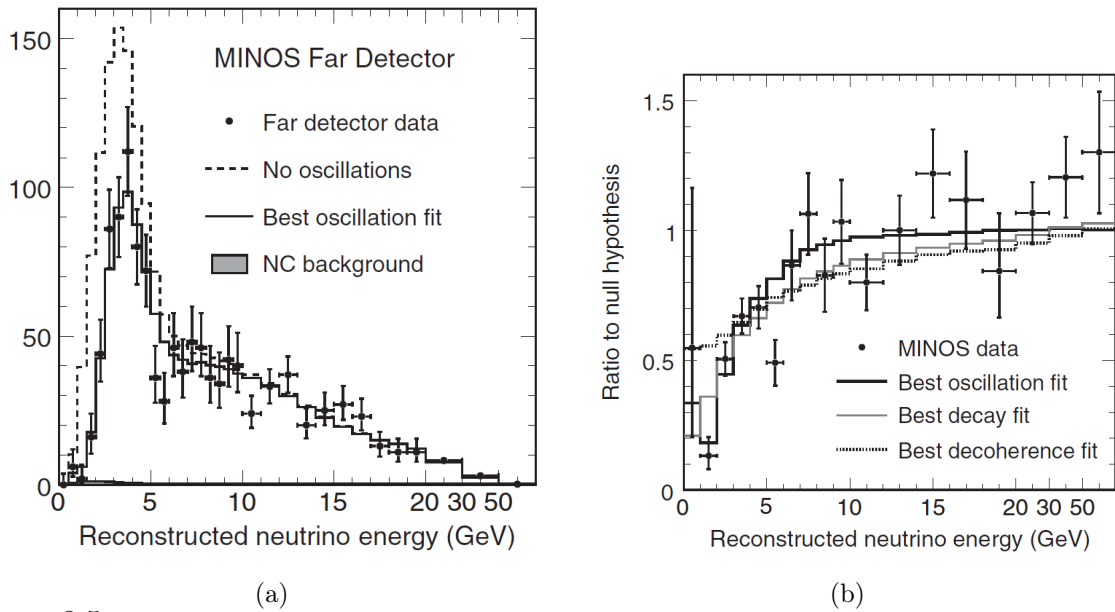 150
100
50
0
MINOS Far Detector
Far detector data
No oscillations
Best oscillation fit
NC background
0 5 10 15 20 30 50
Reconstructed neutrino energy (GeV)
(a)
Ratio to null hypothesis
1.5
1
0.5
0
MINOS data
Best oscillation fit
Best decay fit
Best decoherence fit
0 5 10 15 20 30 50
Reconstructed neutrino energy (GeV)
(b)